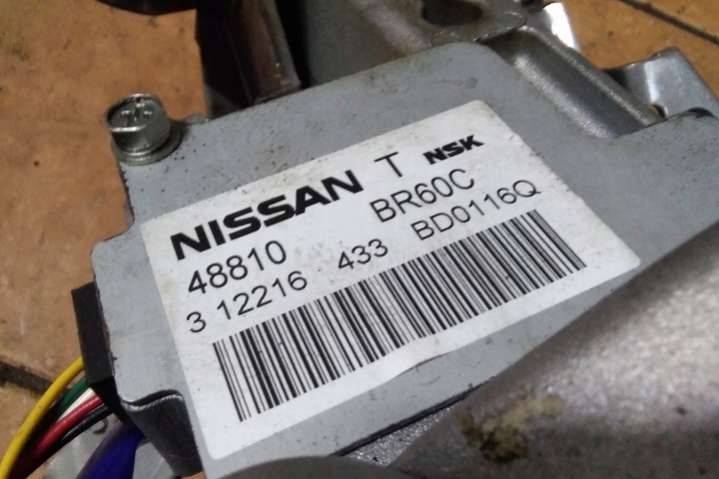 NISSAN T NSK
48810 BR60C
3 12216 433 BD0116Q